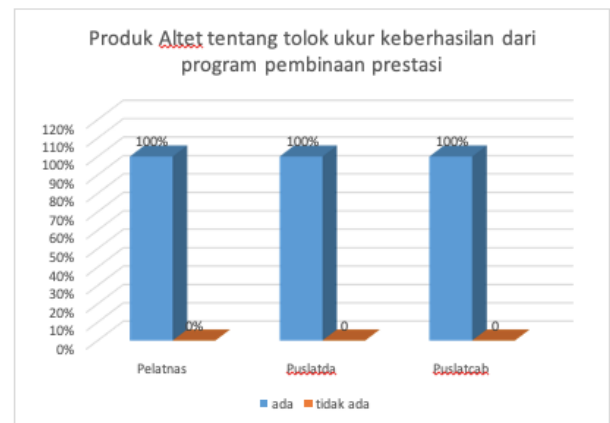 Produk Altet tentang tolok ukur keberhasilan dari
program pembinaan prestasi
120%
110%
100%
90%
80%
70%
60%
50%
40%
30%
20%
10%
0%
100%
100%
100%
0%
0
0
Pelatnas
Puslatda
Puslatcab
ada
tidak ada